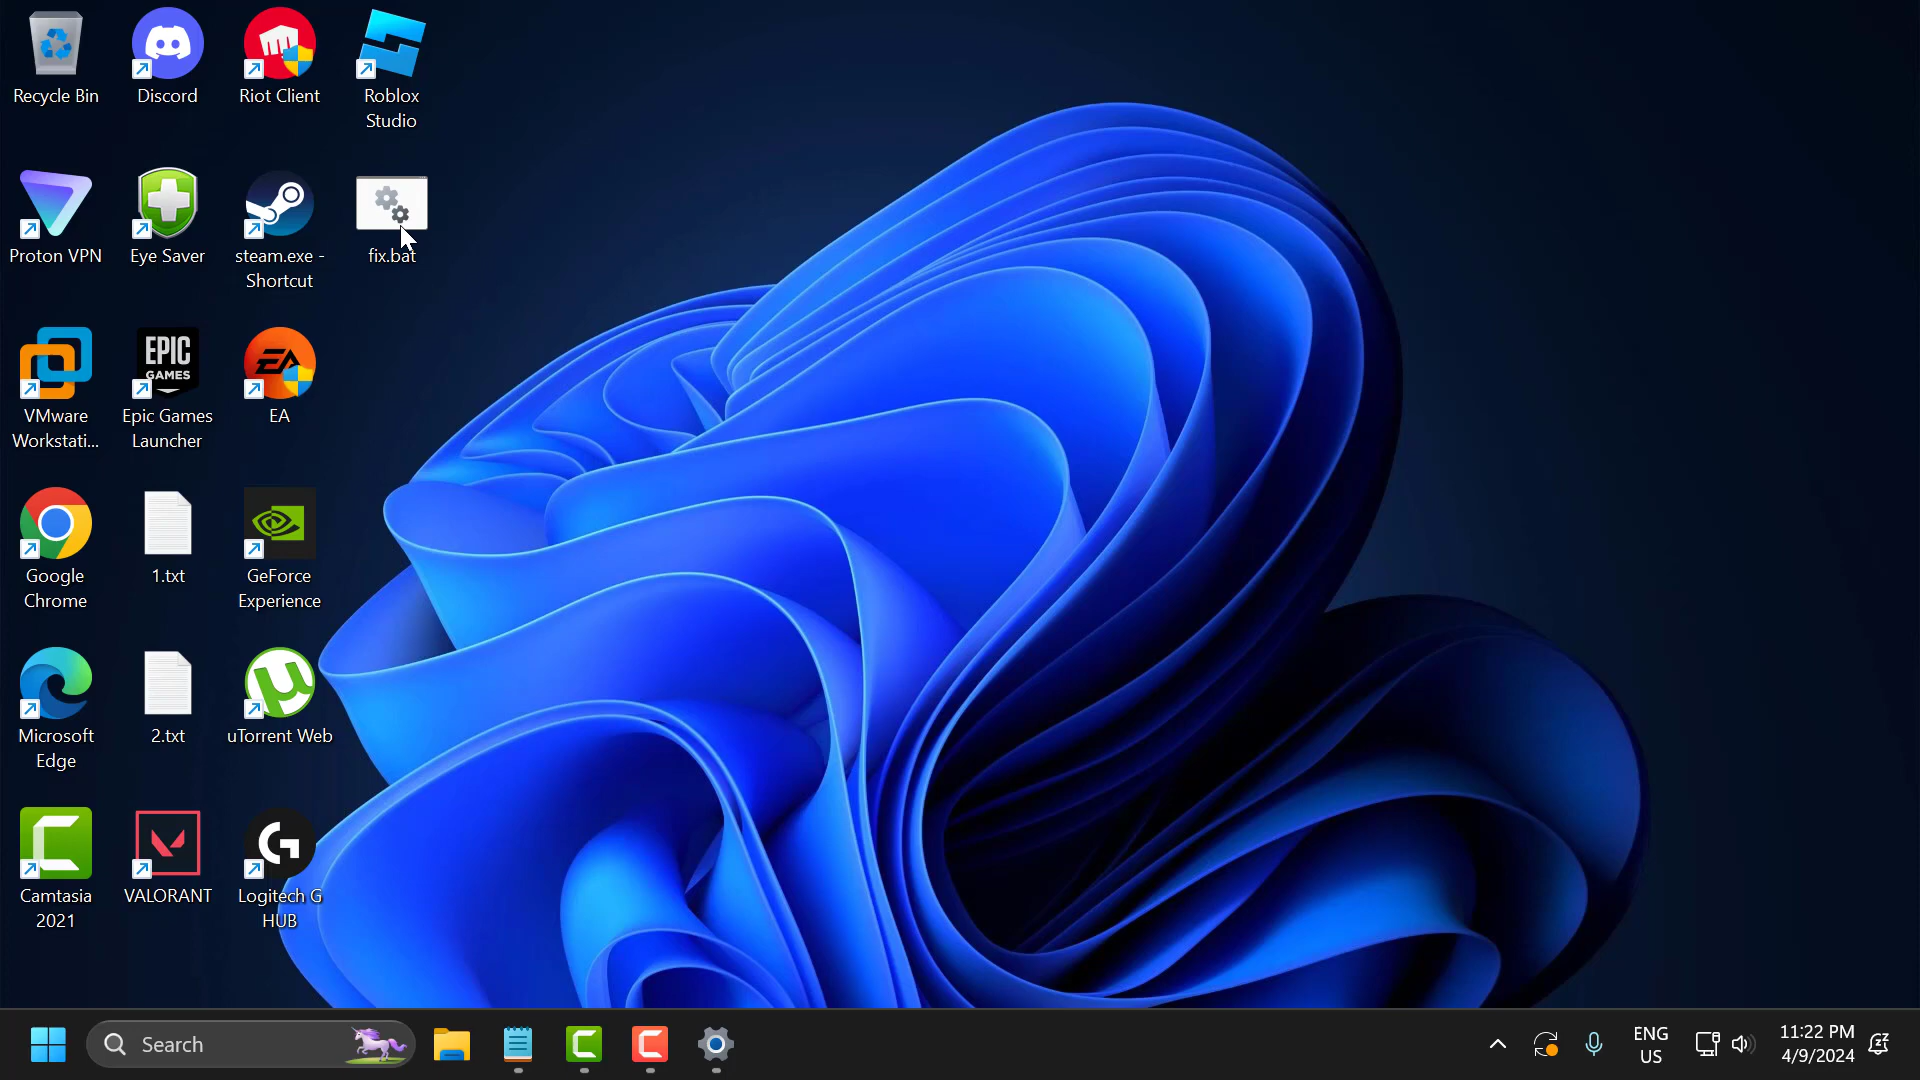 Recycle Bin
Discord
Riot Client
Roblox
Studio
Proton VPN
Eye Saver
steam.exe -
Shortcut
fix.bat
VMware
Workstati...
EPIC
GAMES
Epic Games
Launcher
EA
EA
Google
Chrome
1.txt
GeForce
Experience
Microsoft
Edge
2.txt
uTorrent Web
Camtasia
2021
VALORANT
Logitech G
HUB
Search
ENG
US
11:22 PM
4/9/2024